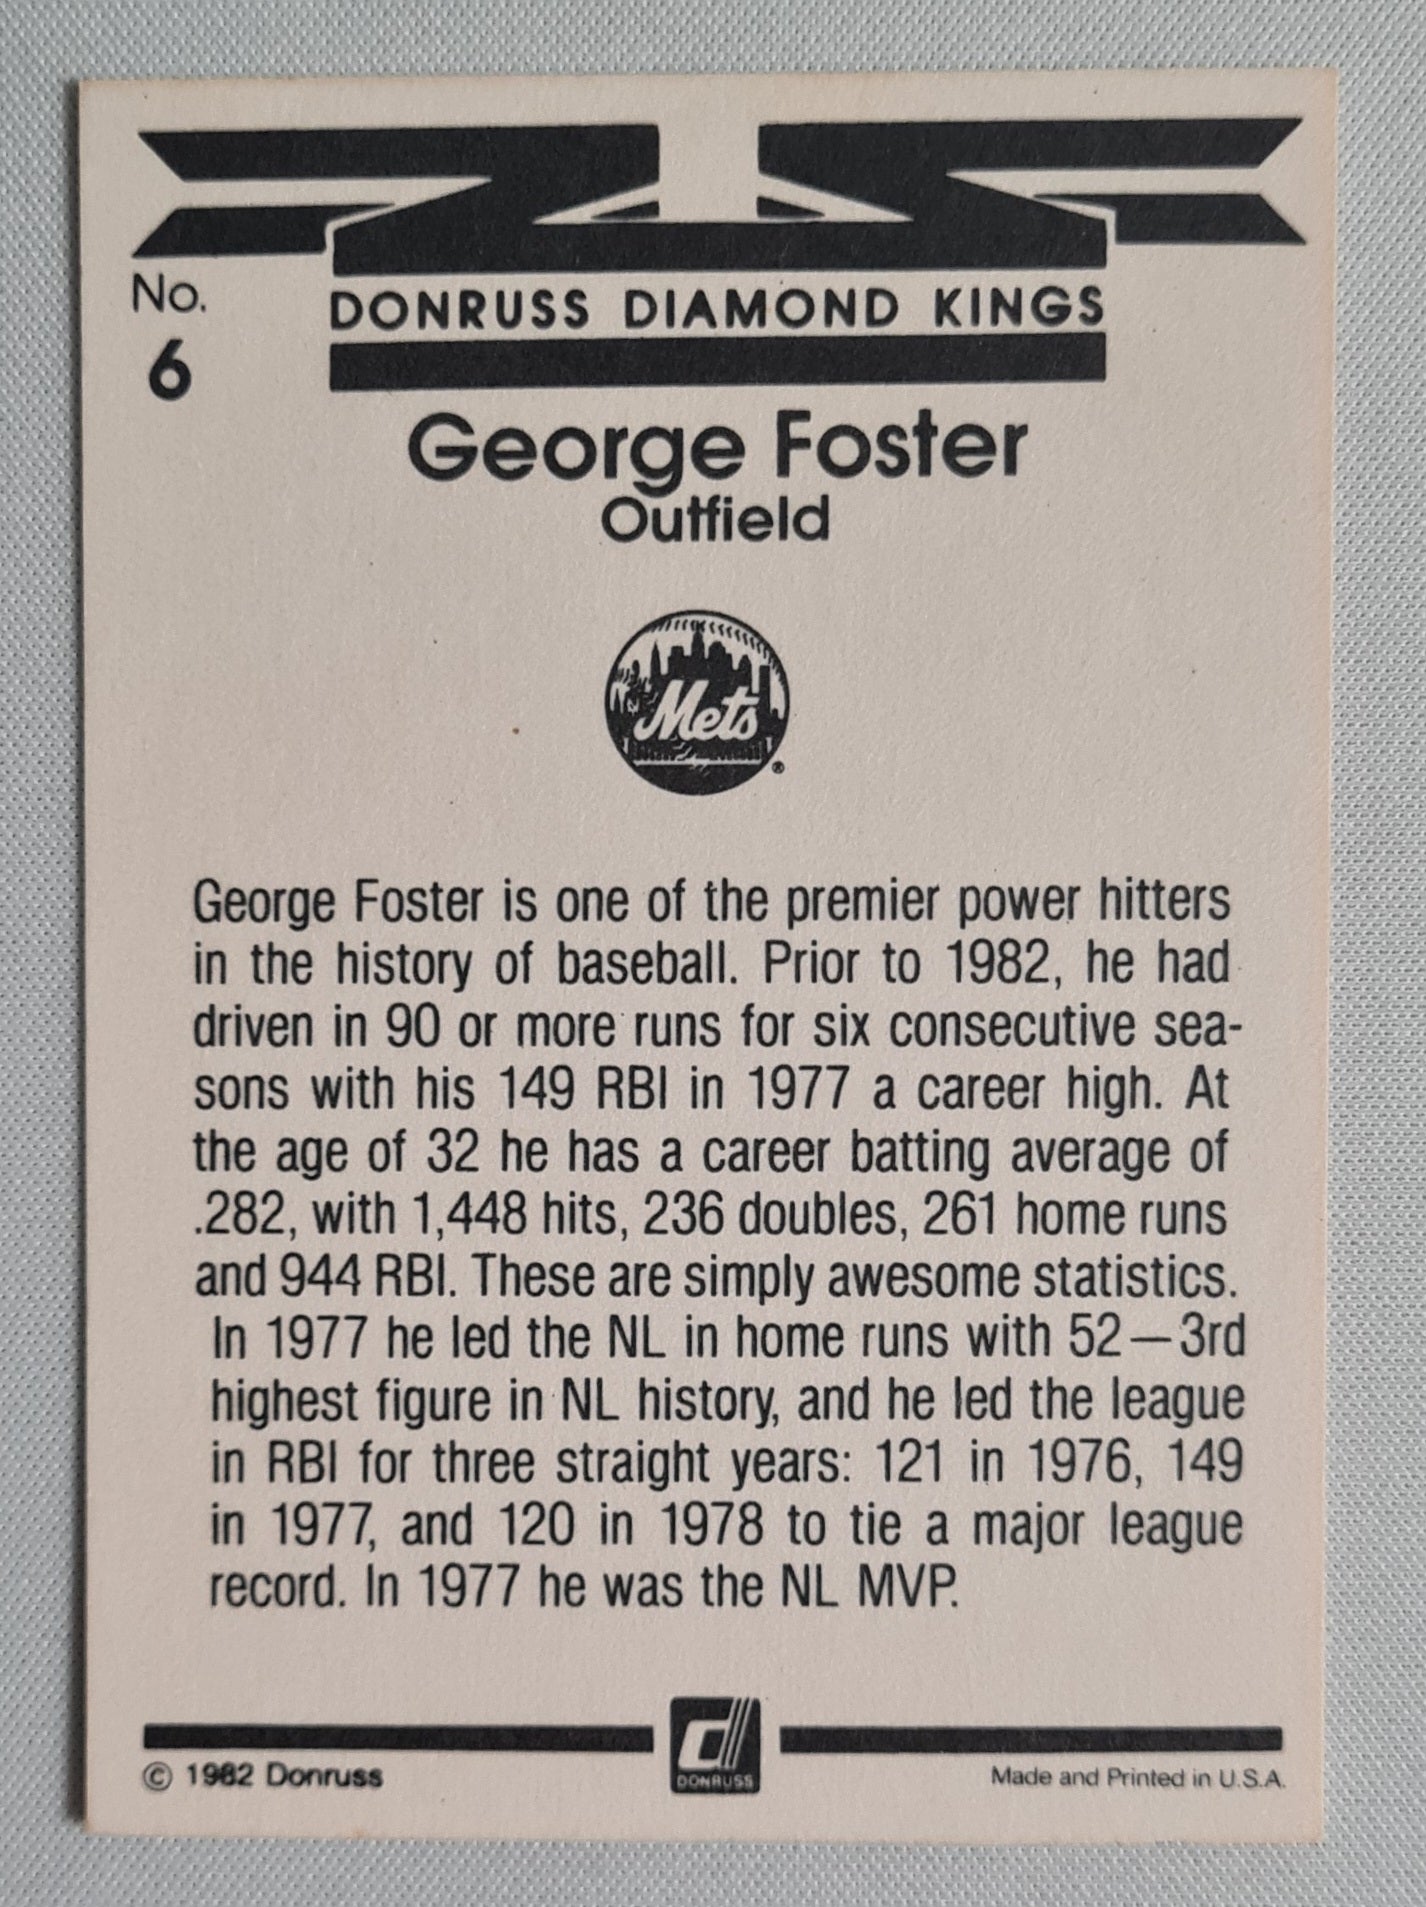 No.
6
DONRUSS DIAMOND KINGS
George Foster
Outfield
NY
Mets
®
George Foster is one of the premier power hitters
in the history of baseball. Prior to 1982, he had
driven in 90 or more runs for six consecutive sea-
sons with his 149 RBI in 1977 a career high. At
the age of 32 he has a career batting average of
.282, with 1,448 hits, 236 doubles, 261 home runs
and 944 RBI. These are simply awesome statistics.
In 1977 he led the NL in home runs with 52—3rd
highest figure in NL history, and he led the league
in RBI for three straight years: 121 in 1976, 149
in 1977, and 120 in 1978 to tie a major league
record. In 1977 he was the NL MVP.
© 1982 Donruss
d
DONRUSS
Made and Printed in U.S.A.